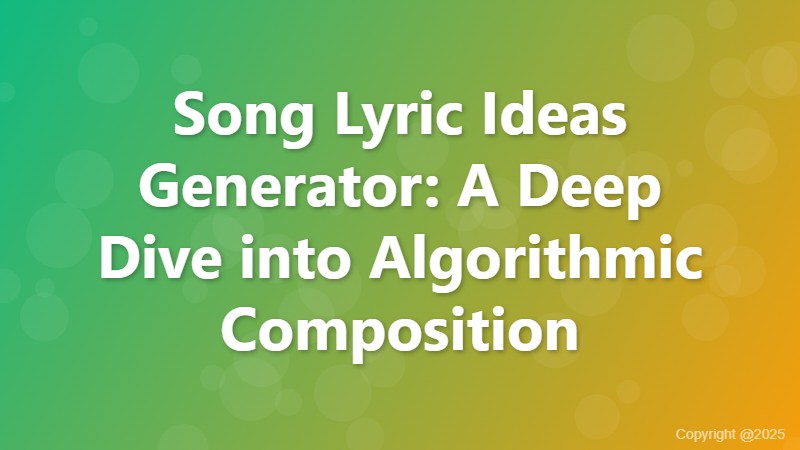 Song Lyric Ideas
Generator: A Deep
Dive into Algorithmic
Composition
Copyright @2025